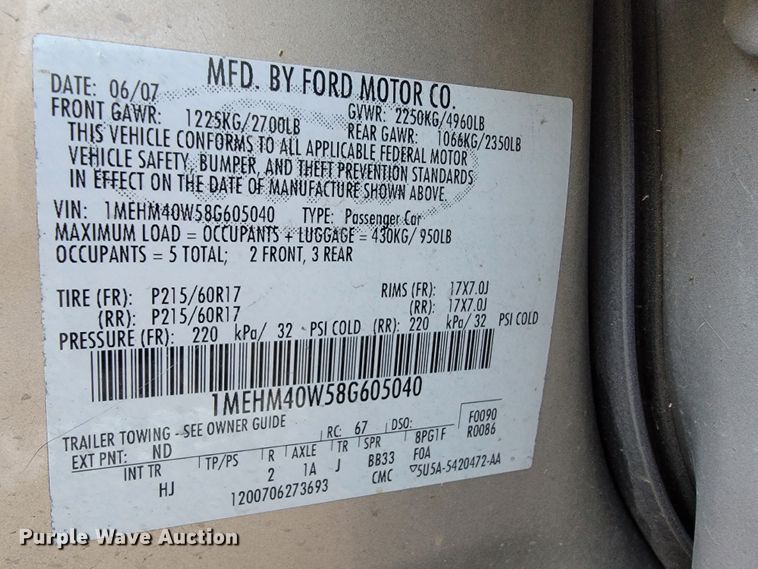 MFD. BY FORD MOTOR CO.
DATE: 06/07 GVWR: 2250KG/4960LB
FRONT GAWR: 1225KG/2700LB REAR GAWR: 1066KG/2350LB
THIS VEHICLE CONFORMS TO ALL APPLICABLE FEDERAL MOTOR
VEHICLE SAFETY, BUMPER, AND THEFT PREVENTION STANDARDS
IN EFFECT ON THE DATE OF MANUFACTURE SHOWN ABOVE.
VIN: 1MEHM40W58G605040 TYPE: Passenger Car
MAXIMUM LOAD = OCCUPANTS + LUGGAGE = 430KG/ 950LB
OCCUPANTS = 5 TOTAL; 2 FRONT, 3 REAR
TIRE (FR): P215/60R17 RIMS (FR): 17X7.0J
(RR): P215/60R17 (RR): 17X7.0J
PRESSURE (FR): 220 kPa/ 32 PSI COLD (RR): 220 kPa/ 32 PSI COLD
1MEHM40W58G605040
TRAILER TOWING - SEE OWNER GUIDE RC: 67 DSO: F0090
EXT PNT: ND 8PG1F R0086
INT TR TP/PS R AXLE TR SPR FOA
HJ 2 1A J BB33 5U5A-5420472-AA
1200706273693 CMC
Purple Wave Auction